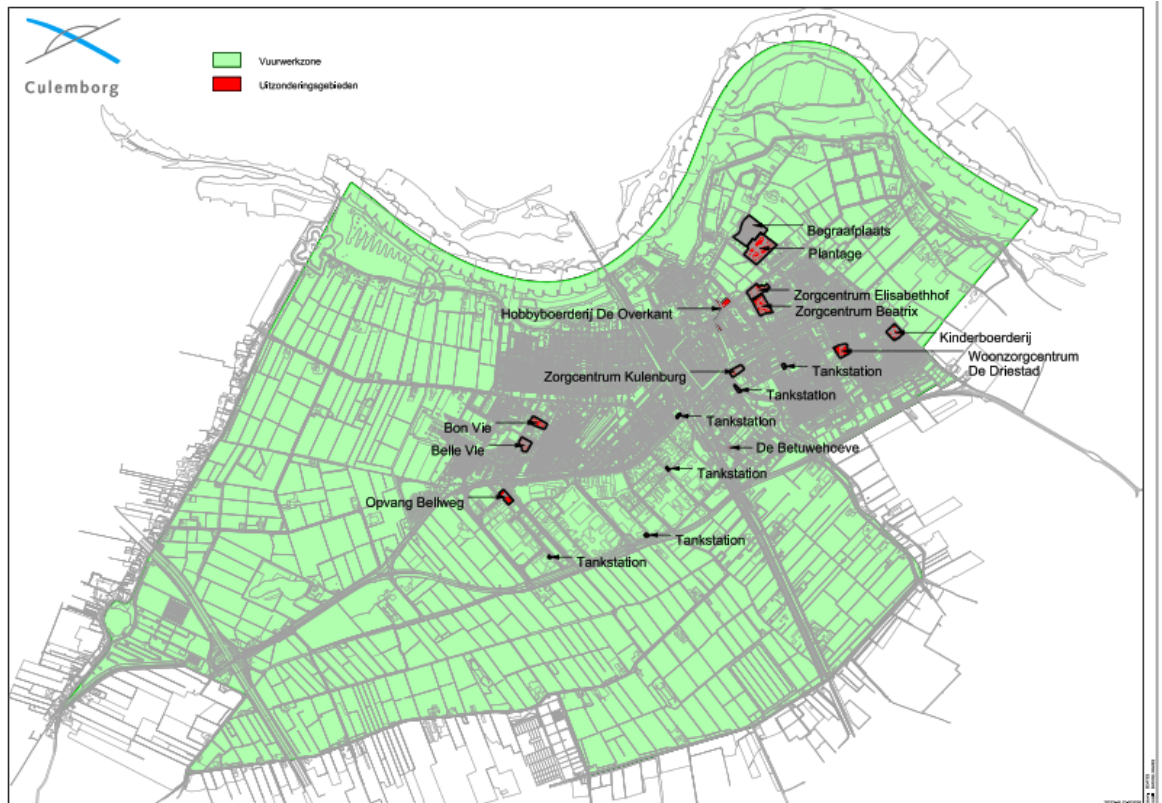 Culemborg
Vuurwerkzone
Uitzonderingsgebieden
Begraafplaats
Plantage
Zorgcentrum Elisabethhof
Zorgcentrum Beatrix
Hobbyboerderij De Overkant
Kinderboerderij
Woonzorgcentrum
De Driestad
Tankstation
Zorgcentrum Kulenburg
Tankstation
Tankstation
Bon Vie
Belle Vie
De Betuwehoeve
Tankstation
Opvang Bellweg
Tankstation
Tankstation